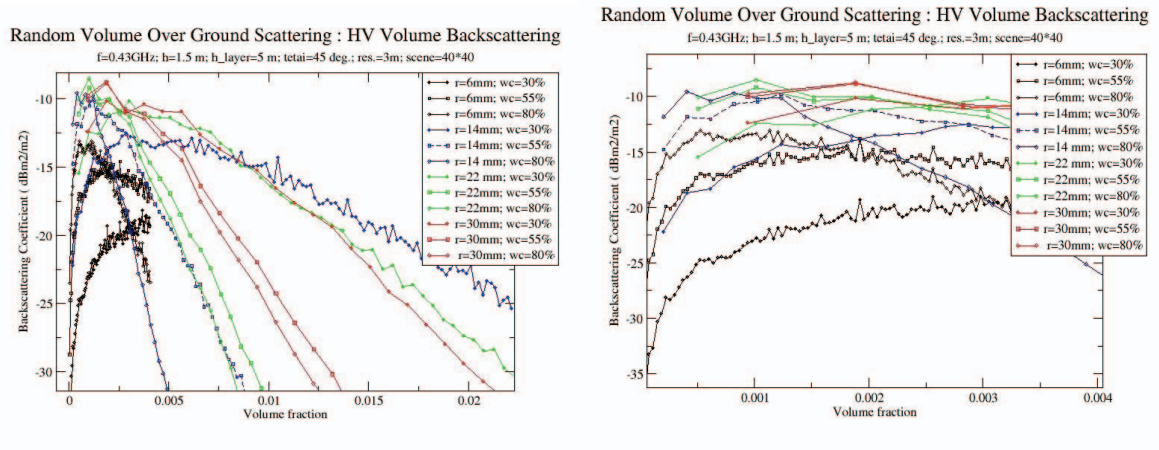 Random Volume Over Ground Scattering : HV Volume Backscattering
f=0.43GHz; h=1.5 m; h_layer=5 m; tetai=45 deg.; res.=3m; scene=40*40
Backscattering Coefficient ( dBm2/m2)
-10
-15
-20
-25
-30
r=6mm; wc=30%
r=6mm; wc=55%
r=6mm; wc=80%
r=14mm; wc=30%
r=14mm; wc=55%
r=14 mm; wc=80%
r=22 mm; wc=30%
r=22mm; wc=55%
r=22mm; wc=80%
r=30mm; wc=30%
r=30mm; wc=55%
r=30mm; wc=80%
0 0.005 0.01 0.015 0.02
Volume fraction
Random Volume Over Ground Scattering : HV Volume Backscattering
f=0.43GHz; h=1.5 m; h_layer=5 m; tetai=45 deg.; res.=3m; scene=40*40
Backscattering Coefficient ( dBm2/m2)
-10
-15
-20
-25
-30
-35
r=6mm; wc=30%
r=6mm; wc=55%
r=6mm; wc=80%
r=14mm; wc=30%
r=14mm; wc=55%
r=14 mm; wc=80%
r=22 mm; wc=30%
r=22mm; wc=55%
r=22mm; wc=80%
r=30mm; wc=30%
r=30mm; wc=55%
r=30mm; wc=80%
0.001 0.002 0.003 0.004
Volume fraction